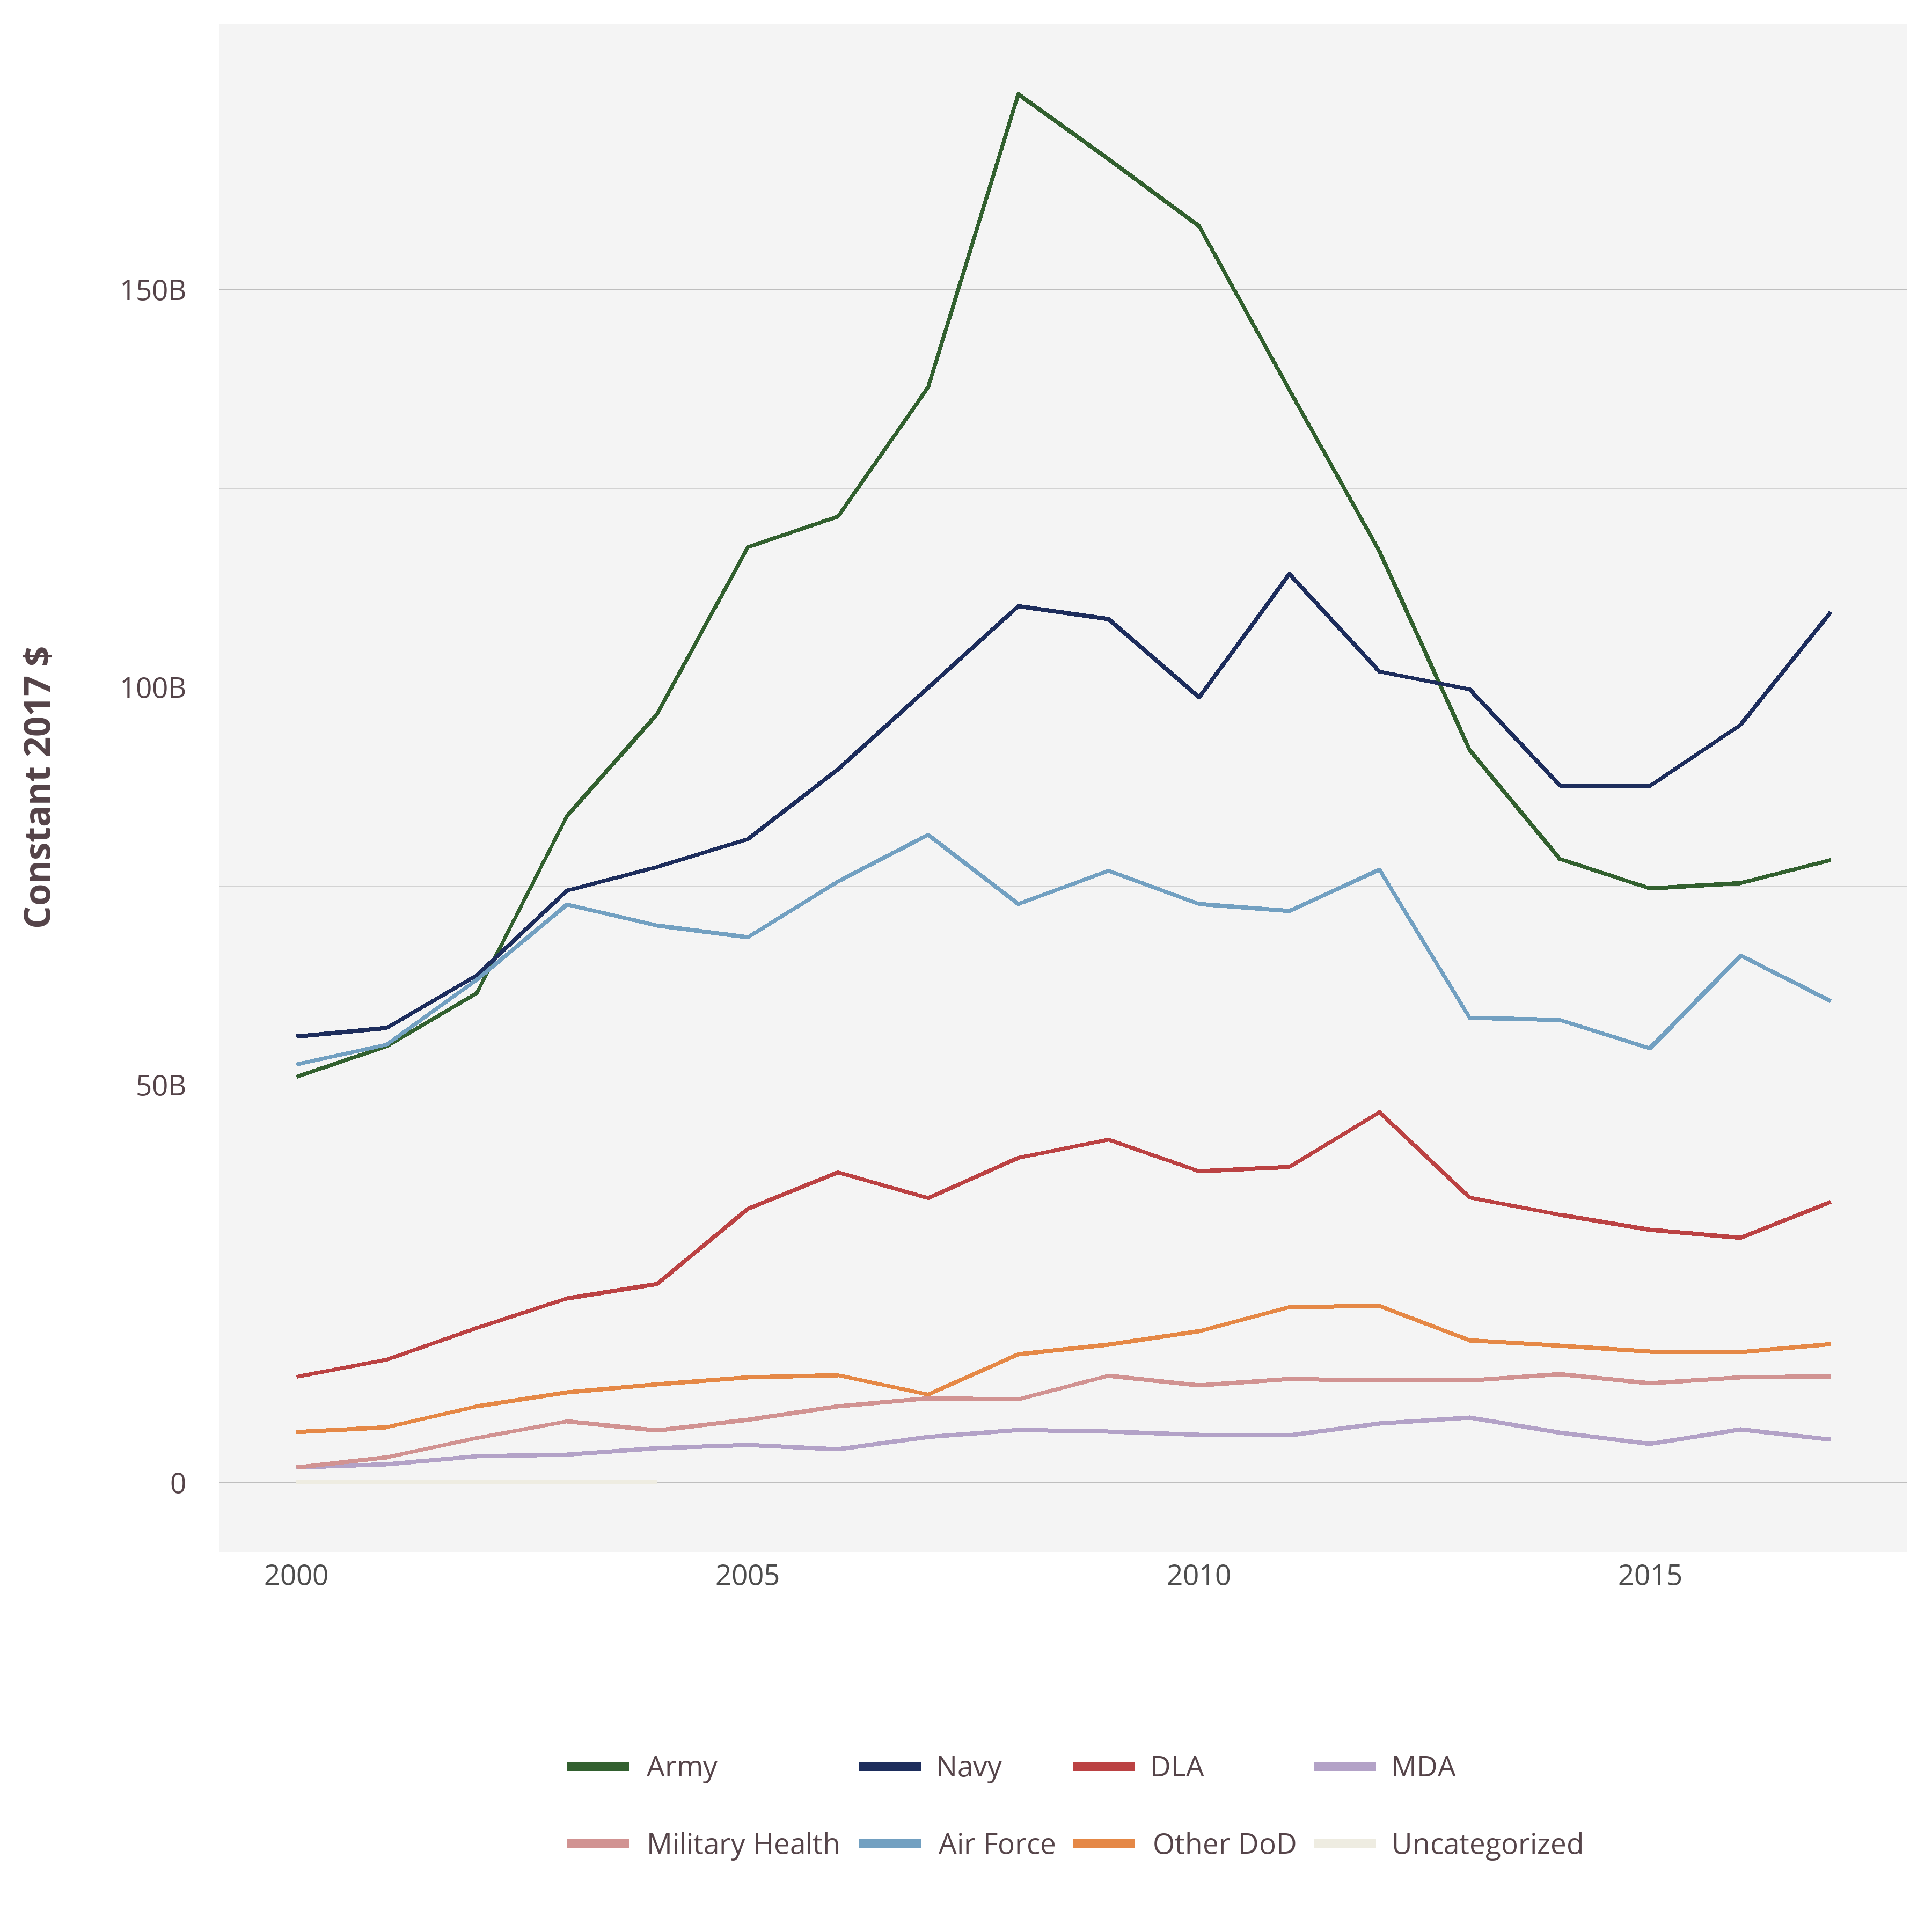 Constant 2017 $
150B
100B
50B
0
2000 2005 2010 2015
Army Navy DLA MDA
Military Health Air Force Other DoD Uncategorized